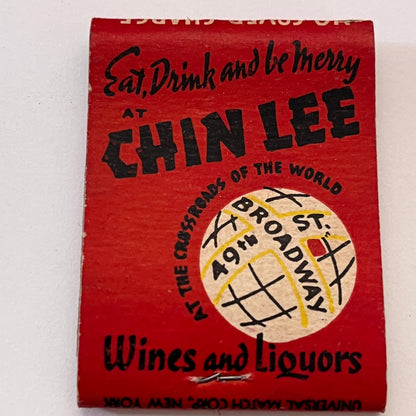 NO COVER CHARGE
Eat, Drink and be Merry
AT
CHIN LEE
AT THE CROSSROADS OF THE WORLD
BROADWAY
49TH ST.
Wines and Liquors
UNIVERSAL MATCH CORP., NEW YORK